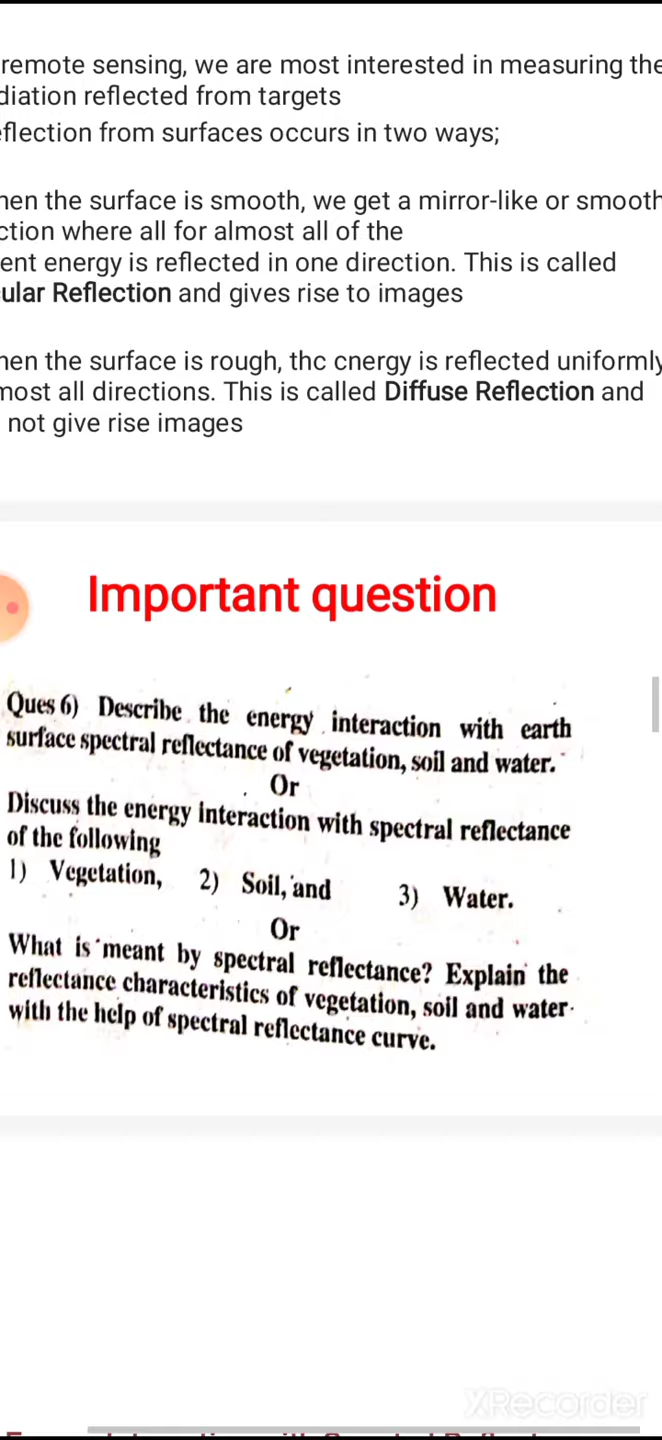 remote sensing, we are most interested in measuring the
diation reflected from targets
flection from surfaces occurs in two ways;
hen the surface is smooth, we get a mirror-like or smooth
ction where all for almost all of the
ent energy is reflected in one direction. This is called
ular Reflection and gives rise to images
hen the surface is rough, thc cnergy is reflected uniformly
most all directions. This is called Diffuse Reflection and
not give rise images
Important question
Ques 6) Describe the energy interaction with earth
surface spectral reflectance of vegetation, soil and water.
Or
Discuss the energy interaction with spectral reflectance
of the following
1) Vegetation, 2) Soil, and 3) Water.
Or
What is meant by spectral reflectance? Explain the
reflectance characteristics of vegetation, soil and water
with the help of spectral reflectance curve.
XRecorder